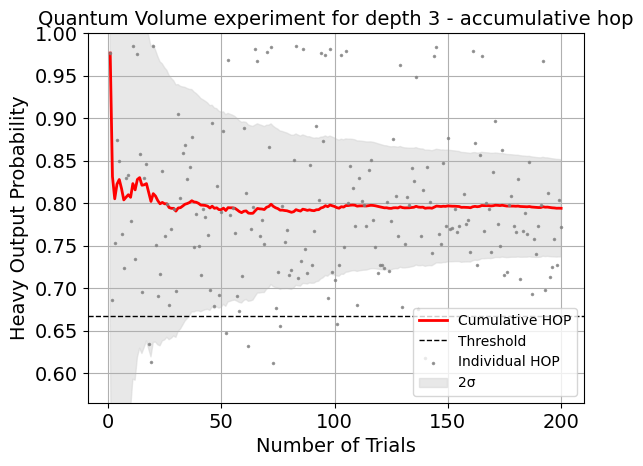 Quantum Volume experiment for depth 3 - accumulative hop
Heavy Output Probability
1.00
0.95
0.90
0.85
0.80
0.75
0.70
0.65
0.60
Cumulative HOP
Threshold
Individual HOP
2σ
0
50
100
150
200
Number of Trials